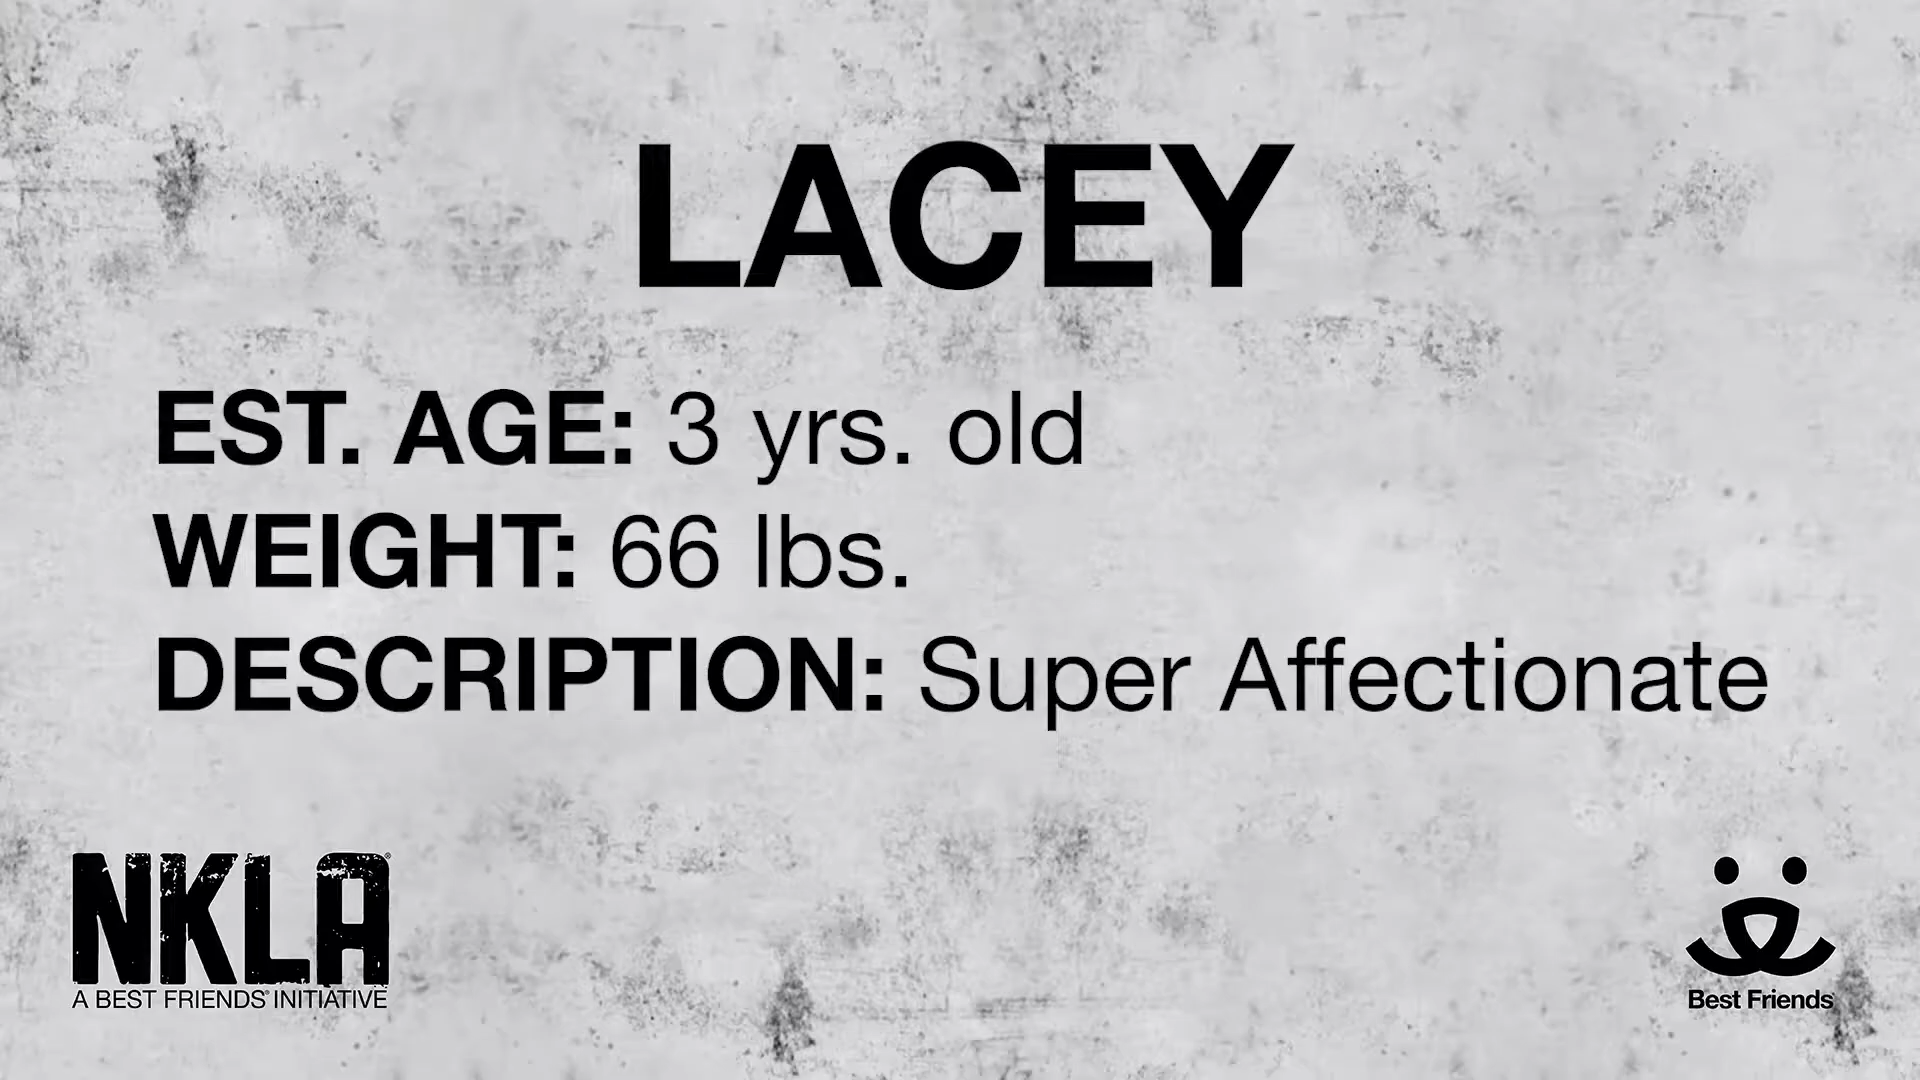 LACEY
EST. AGE: 3 yrs. old
WEIGHT: 66 lbs.
DESCRIPTION: Super Affectionate
NKLA®
A BEST FRIENDS® INITIATIVE
Best Friends